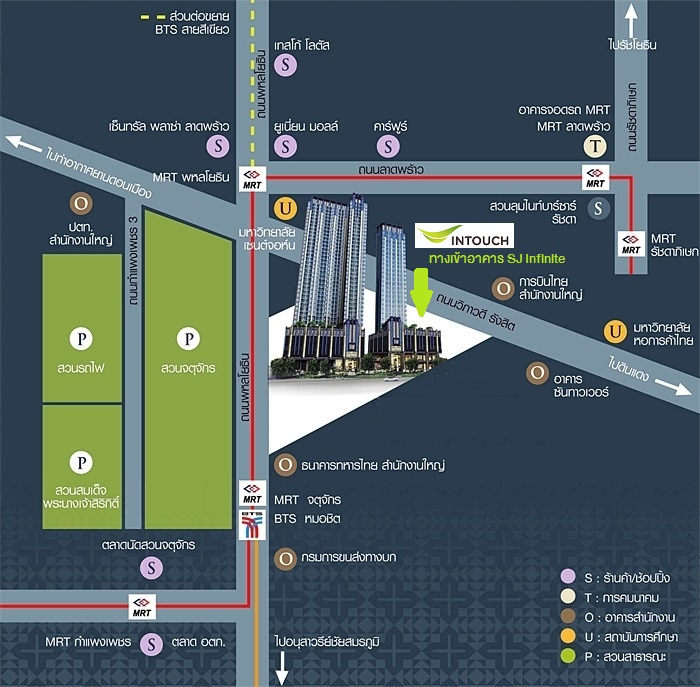 ส่วนต่อขยาย
BTS สายสีเขียว
ไปรัชโยธิน
เทสโก้ โลตัส
S
ถนนพหลโยธิน
ถนนรัชดาภิเษก
อาคารจอดรถ MRT
MRT ลาดพร้าว
เซ็นทรัล พลาซ่า ลาดพร้าว
S
ยูเนี่ยน มอลล์
S
คาร์ฟูร์
S
T
ไปท่าอากาศยานดอนเมือง
MRT พหลโยธิน
MRT
ถนนลาดพร้าว
MRT
O
ปตท.
สำนักงานใหญ่
U
มหาวิทยาลัย
เซนต์จอห์น
สวนลุมไนท์บาร์ซาร์
รัชดา
S
MRT
MRT
รัชดาภิเษก
INTOUCH
ทางเข้าอาคาร SJ Infinite
ถนนกำแพงเพชร 3
O
การบินไทย
สำนักงานใหญ่
ถนนวิภาวดี รังสิต
U
มหาวิทยาลัย
หอการค้าไทย
P
สวนรถไฟ
P
สวนจตุจักร
ถนนพหลโยธิน
O
อาคาร
ซันทาวเวอร์
ไปดินแดง
P
สวนสมเด็จ
พระนางเจ้าสิริกิติ์
O
ธนาคารทหารไทย สำนักงานใหญ่
MRT
MRT จตุจักร
BTS
BTS หมอชิต
ตลาดนัดสวนจตุจักร
S
O
กรมการขนส่งทางบก
MRT
MRT กำแพงเพชร
S
ตลาด อตก.
ไปอนุสาวรีย์ชัยสมรภูมิ
S : ร้านค้า/ช้อปปิ้ง
T : การคมนาคม
O : อาคารสำนักงาน
U : สถาบันการศึกษา
P : สวนสาธารณะ